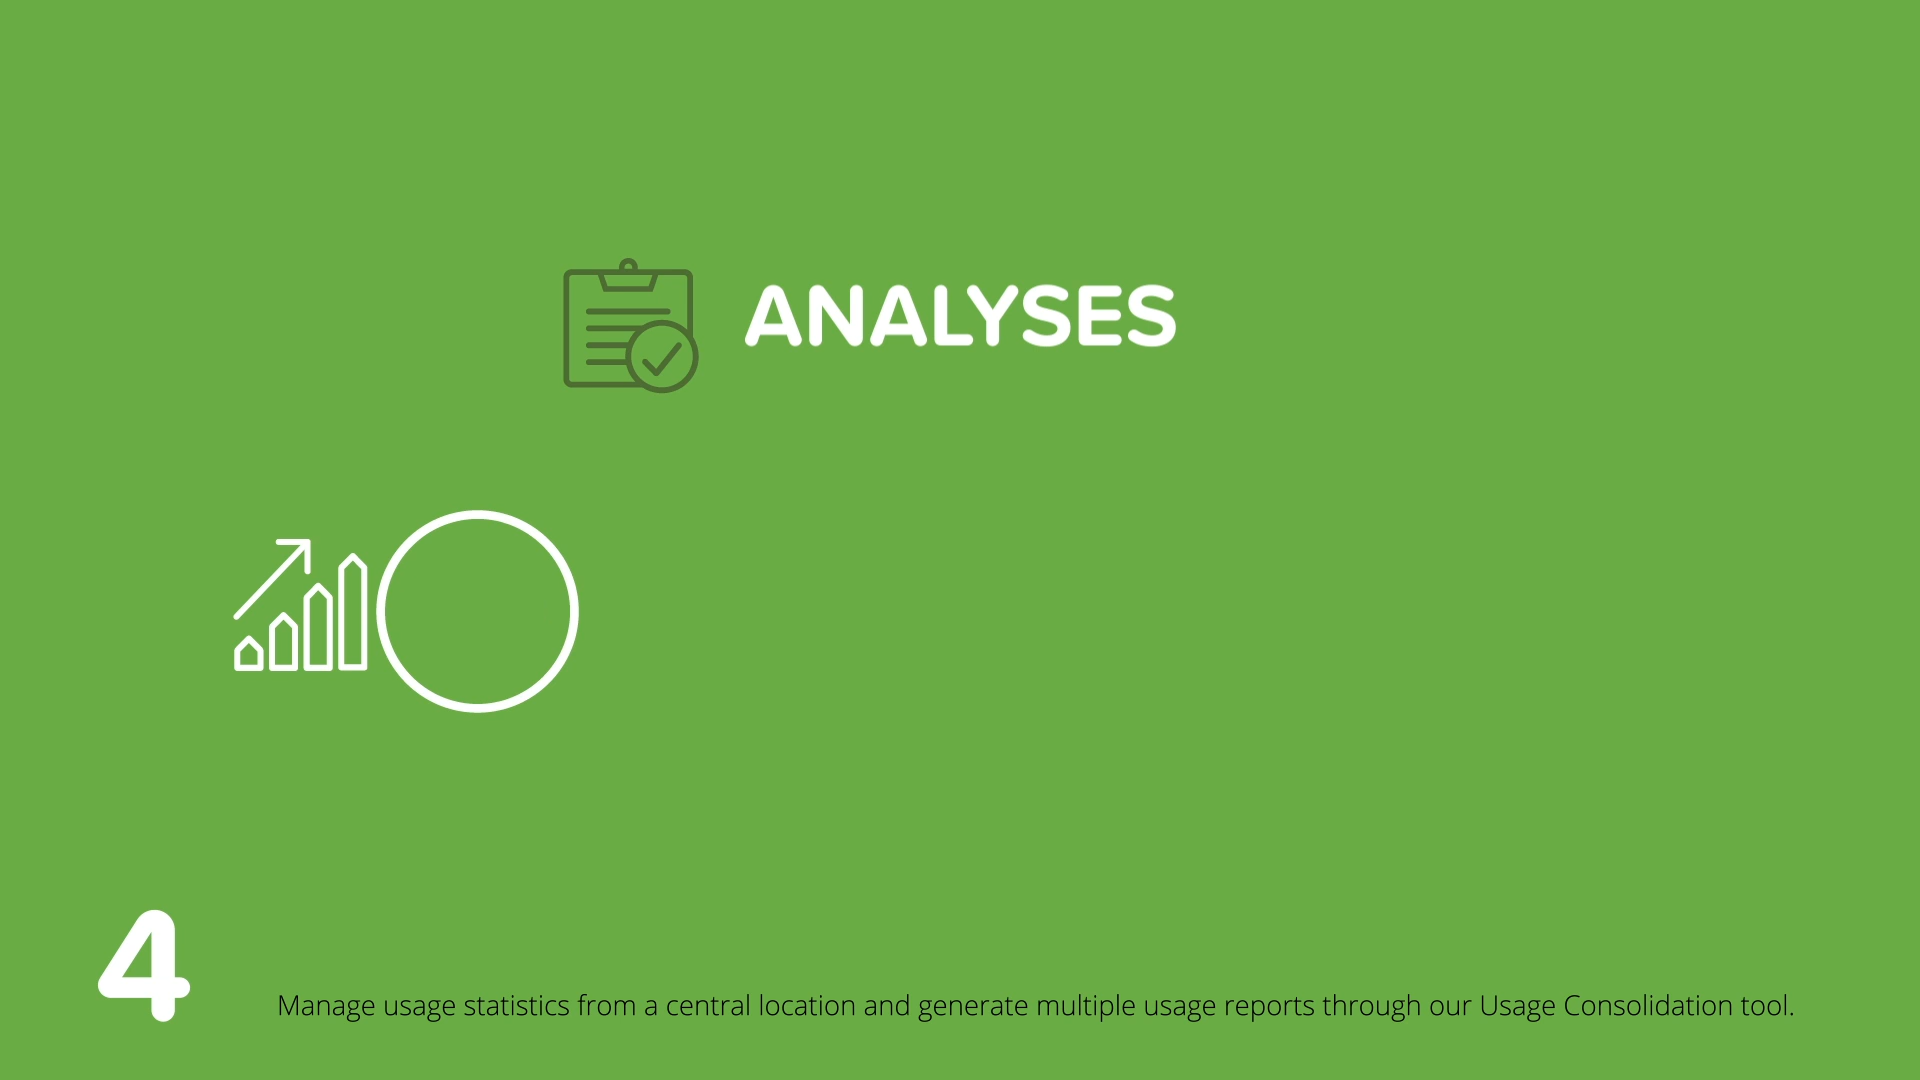 ANALYSES
4
Manage usage statistics from a central location and generate multiple usage reports through our Usage Consolidation tool.